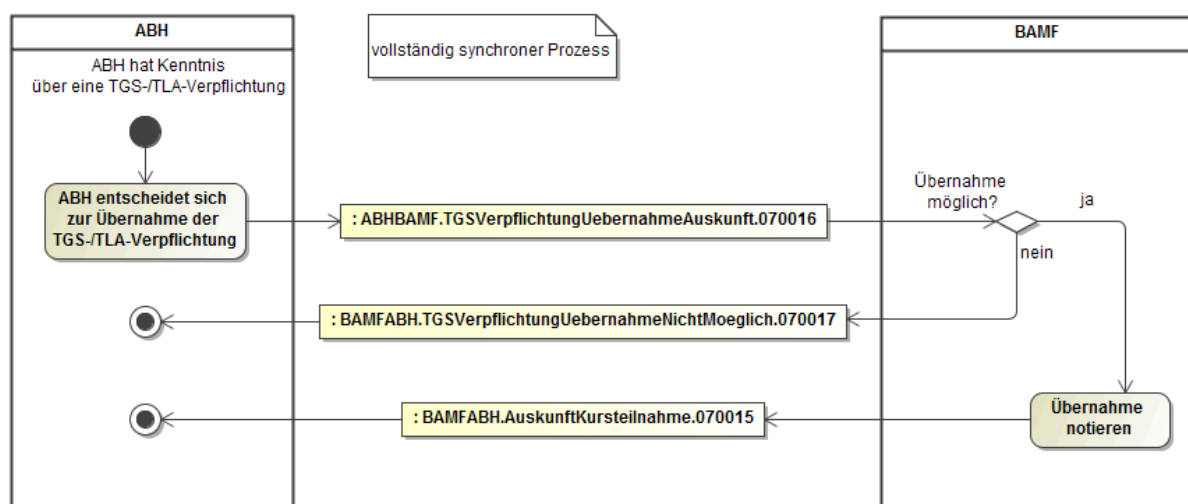 ABH
vollständig synchroner Prozess
BAMF
ABH hat Kenntnis
über eine TGS-/TLA-Verpflichtung
ABH entscheidet sich
zur Übernahme der
TGS-/TLA-Verpflichtung
: ABHBAMF.TGSVerpflichtungUebernahmeAuskunft.070016
Übernahme
möglich?
ja
nein
: BAMFABH.TGSVerpflichtungUebernahmeNichtMoeglich.070017
: BAMFABH.AuskunftKursteilnahme.070015
Übernahme
notieren